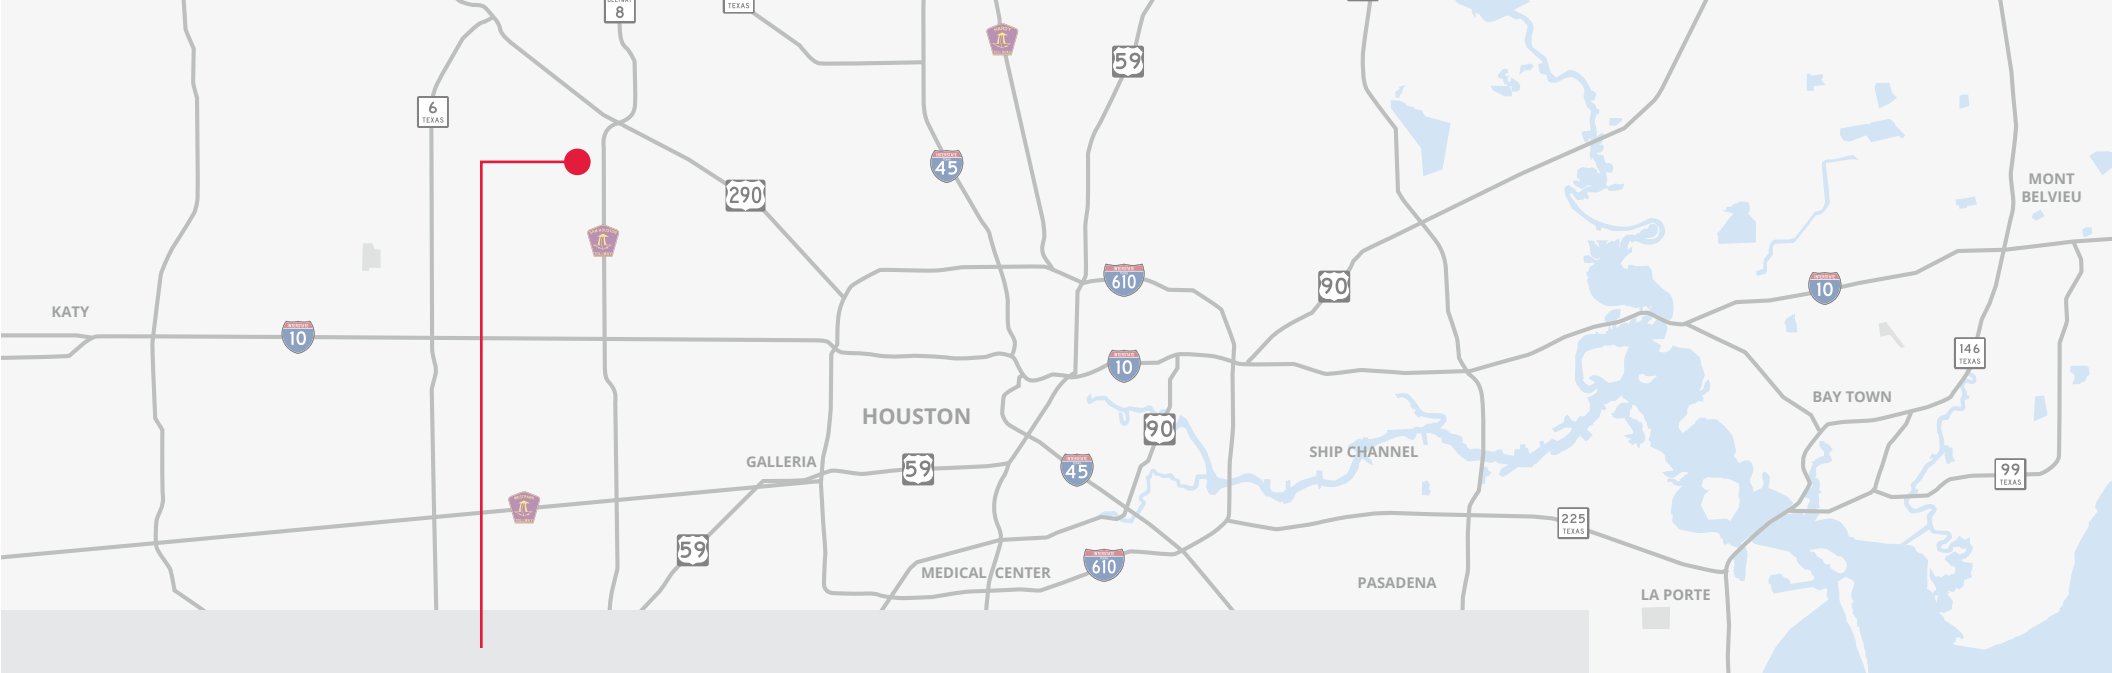 8
TEXAS
59
6
TEXAS
45
290
MONT
BELVIEU
610
90
10
KATY
10
10
146
TEXAS
BAY TOWN
HOUSTON
90
SHIP CHANNEL
GALLERIA
59
45
99
TEXAS
225
TEXAS
59
610
MEDICAL CENTER
PASADENA
LA PORTE